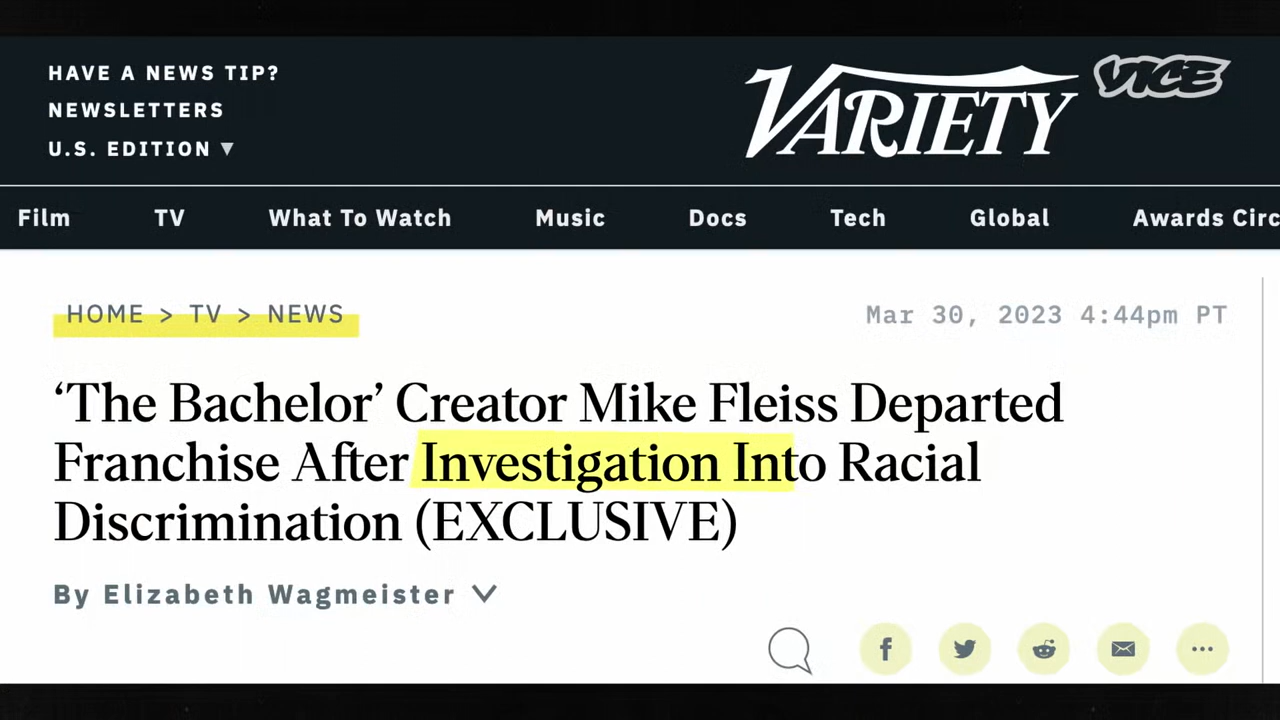 HAVE A NEWS TIP?
NEWSLETTERS
U.S. EDITION
VARIETY
VICE
Film TV What To Watch Music Docs Tech Global Awards Circ
HOME > TV > NEWS
Mar 30, 2023 4:44pm PT
‘The Bachelor’ Creator Mike Fleiss Departed
Franchise After Investigation Into Racial
Discrimination (EXCLUSIVE)
By Elizabeth Wagmeister